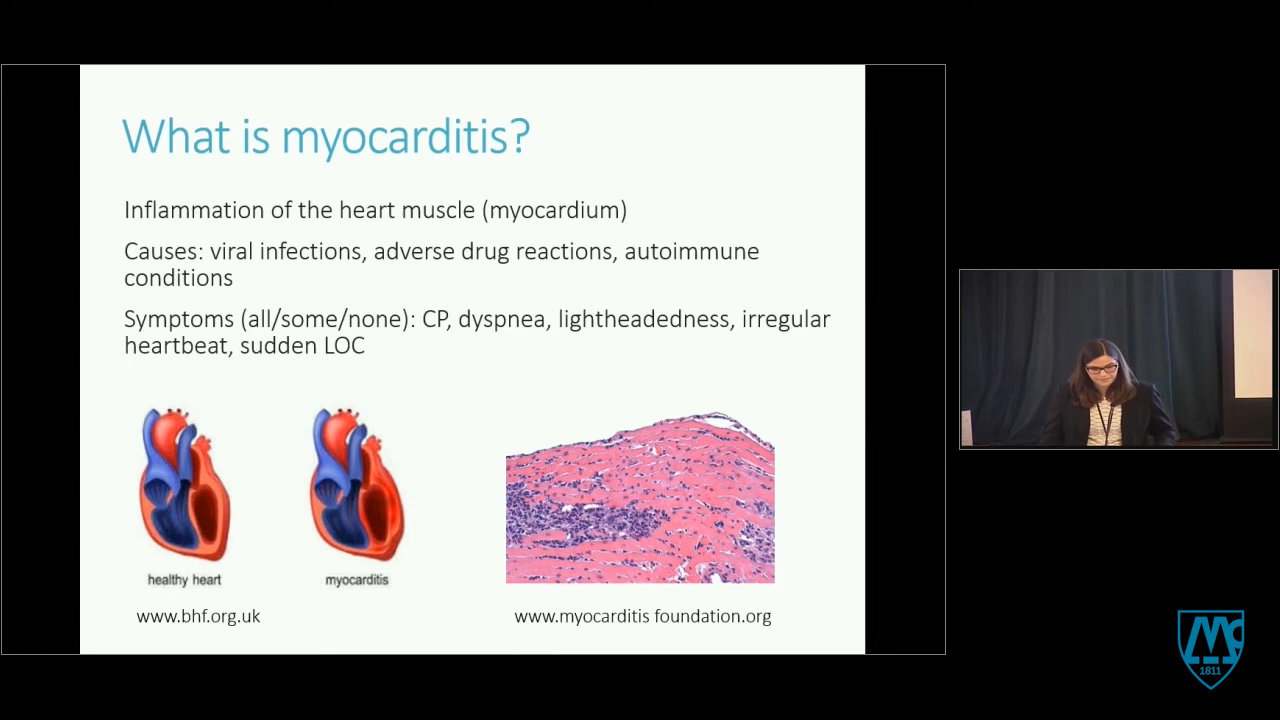 What is myocarditis?
Inflammation of the heart muscle (myocardium)
Causes: viral infections, adverse drug reactions, autoimmune
conditions
Symptoms (all/some/none): CP, dyspnea, lightheadedness, irregular
heartbeat, sudden LOC
healthy heart
myocarditis
www.bhf.org.uk
www.myocarditis foundation.org
1811